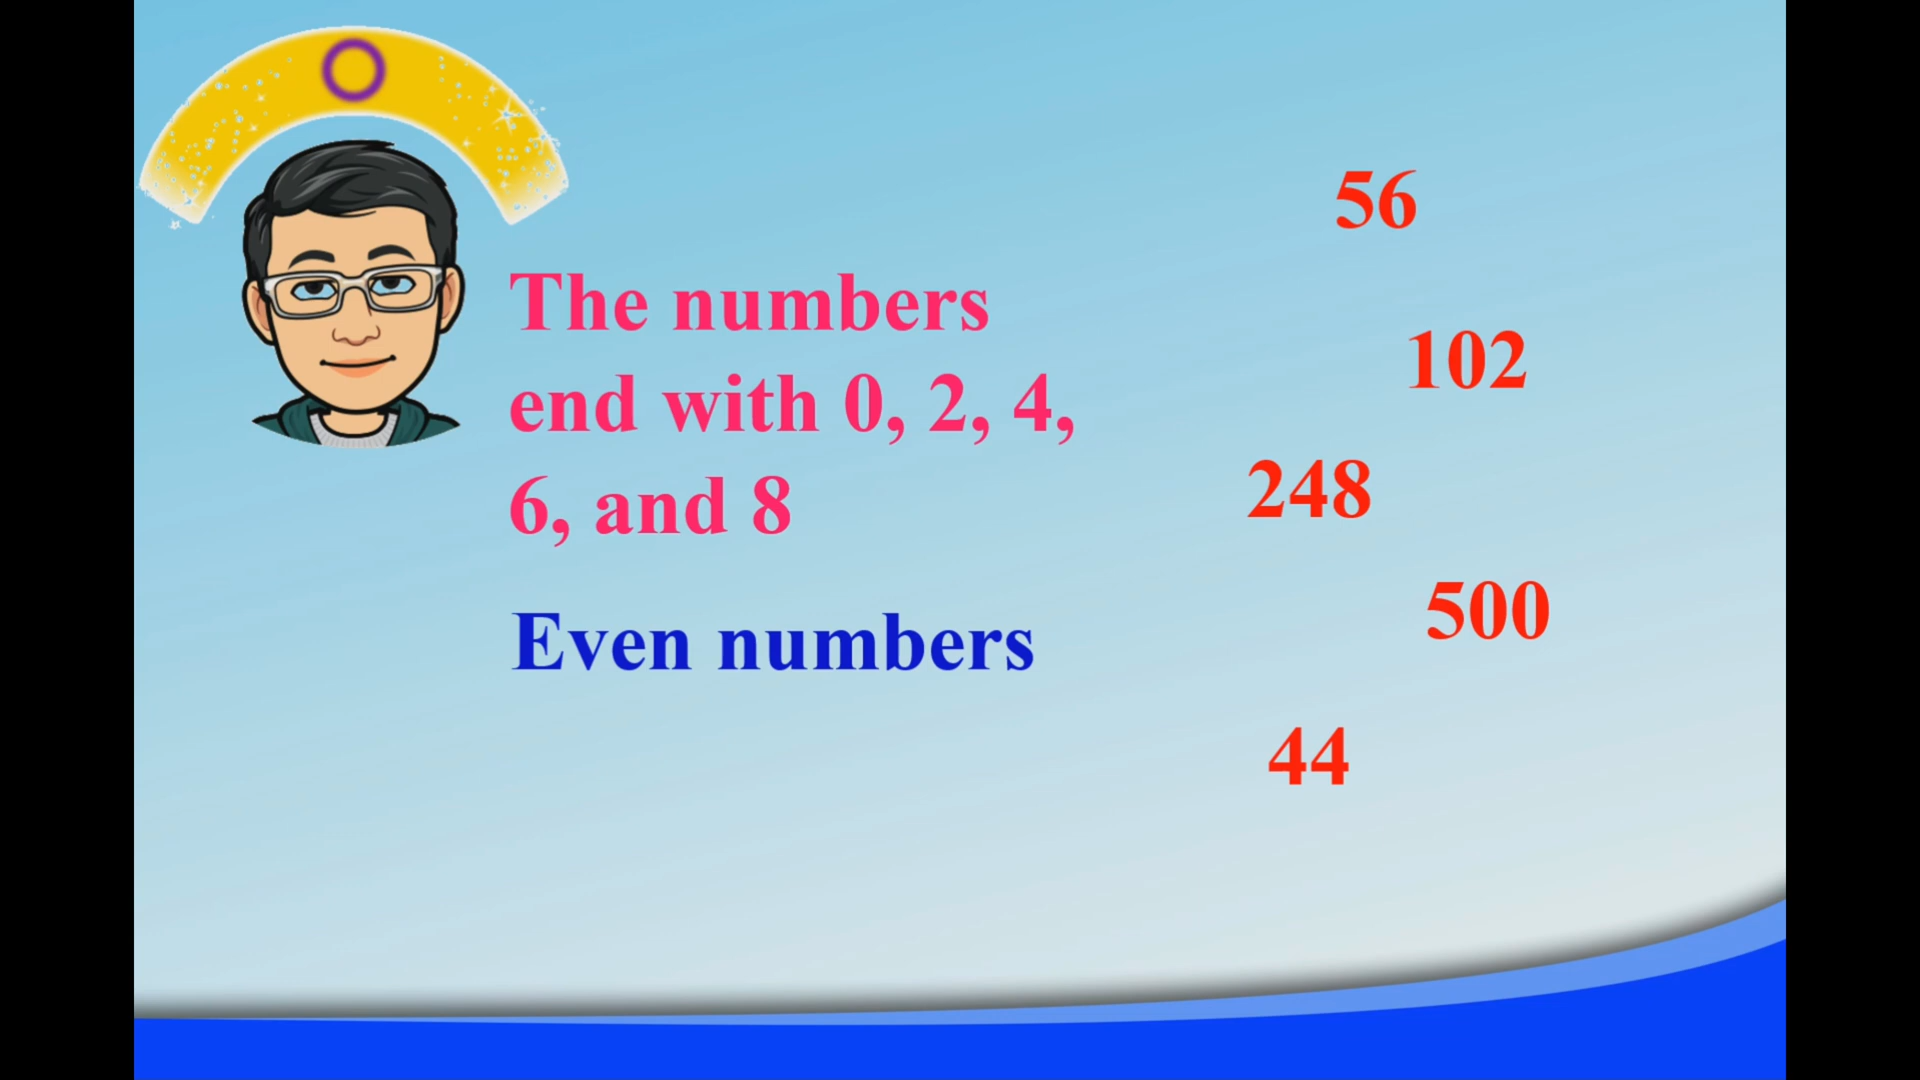 The numbers
end with 0, 2, 4,
6, and 8
Even numbers
56
102
248
500
44